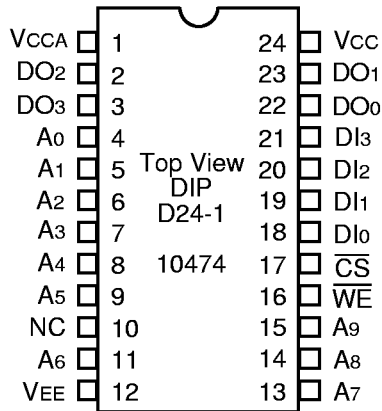 VCCA 1 24 VCC
DO2 2 23 DO1
DO3 3 22 DO0
A0 4 21 DI3
A1 5 Top View 20 DI2
A2 6 DIP 19 DI1
A3 7 D24-1 18 DI0
A4 8 10474 17 CS
A5 9 16 WE
NC 10 15 A9
A6 11 14 A8
VEE 12 13 A7